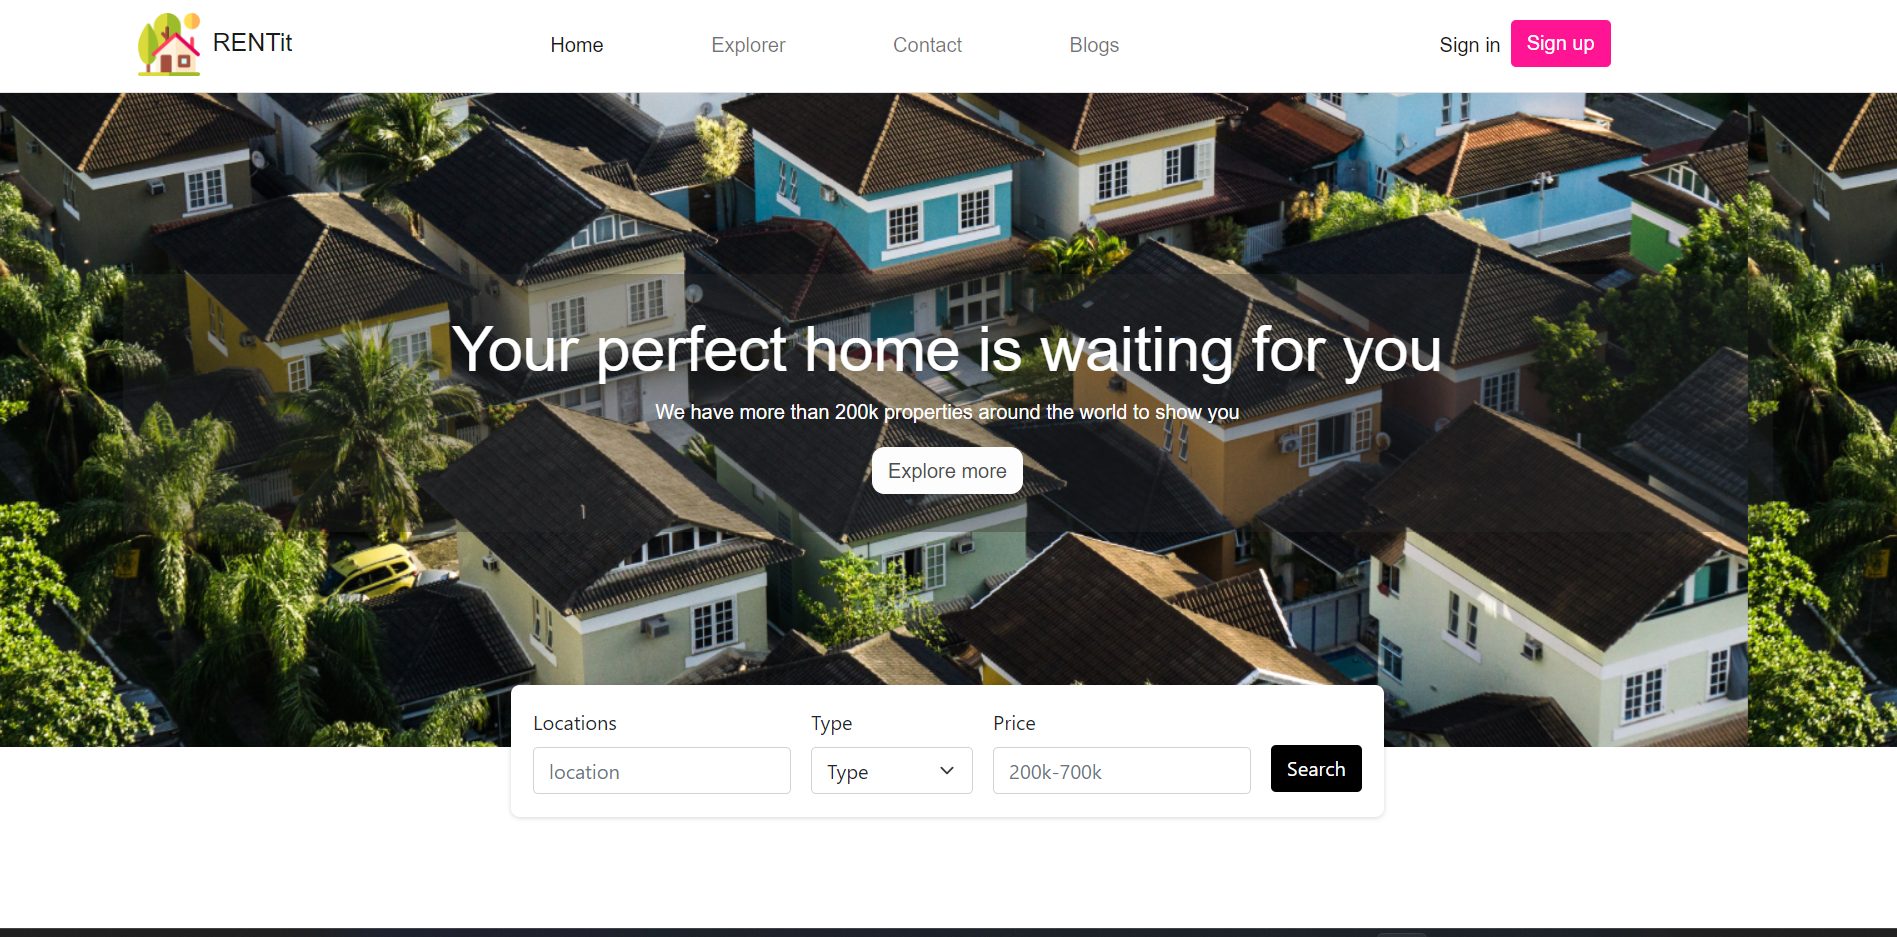 RENTit
Home
Explorer
Contact
Blogs
Sign in
Sign up
Your perfect home is waiting for you
We have more than 200k properties around the world to show you
Explore more
Locations
Type
Price
location
Type
200k-700k
Search